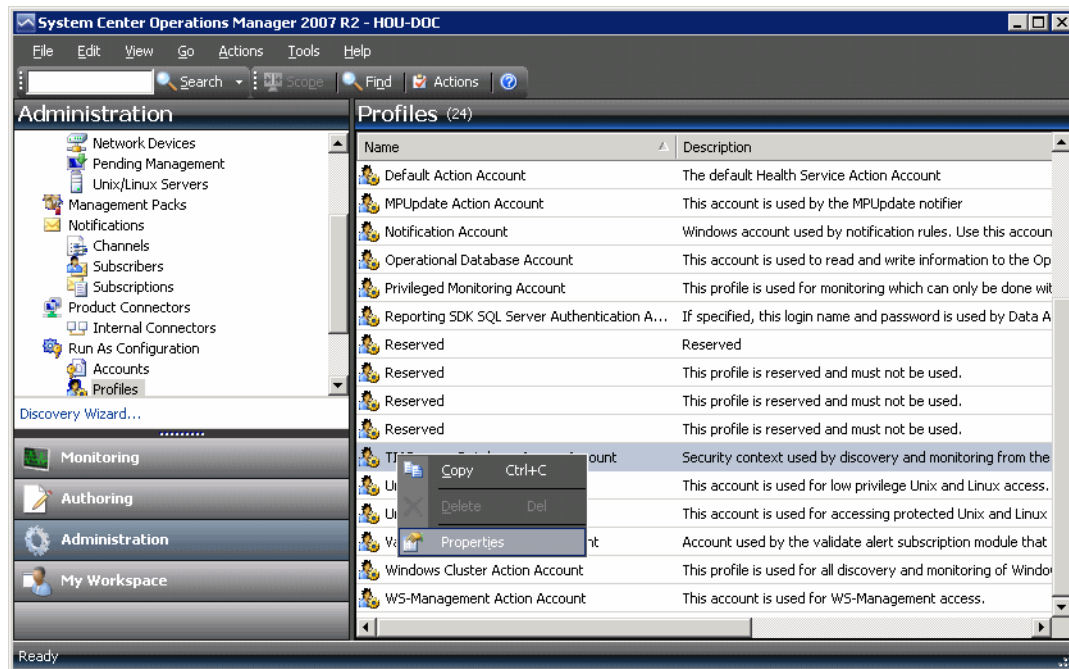 System Center Operations Manager 2007 R2 - HOU-DOC
File Edit View Go Actions Tools Help
Search Scope Find Actions
Administration
Network Devices
Pending Management
Unix/Linux Servers
Management Packs
Notifications
Channels
Subscribers
Subscriptions
Product Connectors
Internal Connectors
Run As Configuration
Accounts
Profiles
Discovery Wizard...
Monitoring
Authoring
Administration
My Workspace
Profiles (24)
Name Description
Default Action Account The default Health Service Action Account
MPUpdate Action Account This account is used by the MPUpdate notifier
Notification Account Windows account used by notification rules. Use this accoun
Operational Database Account This account is used to read and write information to the Op
Privileged Monitoring Account This profile is used for monitoring which can only be done wit
Reporting SDK SQL Server Authentication A... If specified, this login name and password is used by Data A
Reserved Reserved
Reserved This profile is reserved and must not be used.
Reserved This profile is reserved and must not be used.
Reserved This profile is reserved and must not be used.
ount Security context used by discovery and monitoring from the
This account is used for low privilege Unix and Linux access.
This account is used for accessing protected Unix and Linux
nt Account used by the validate alert subscription module that
Windows Cluster Action Account This profile is used for all discovery and monitoring of Windo
WS-Management Action Account This account is used for WS-Management access.
Copy Ctrl+C
Delete Del
Properties
Ready